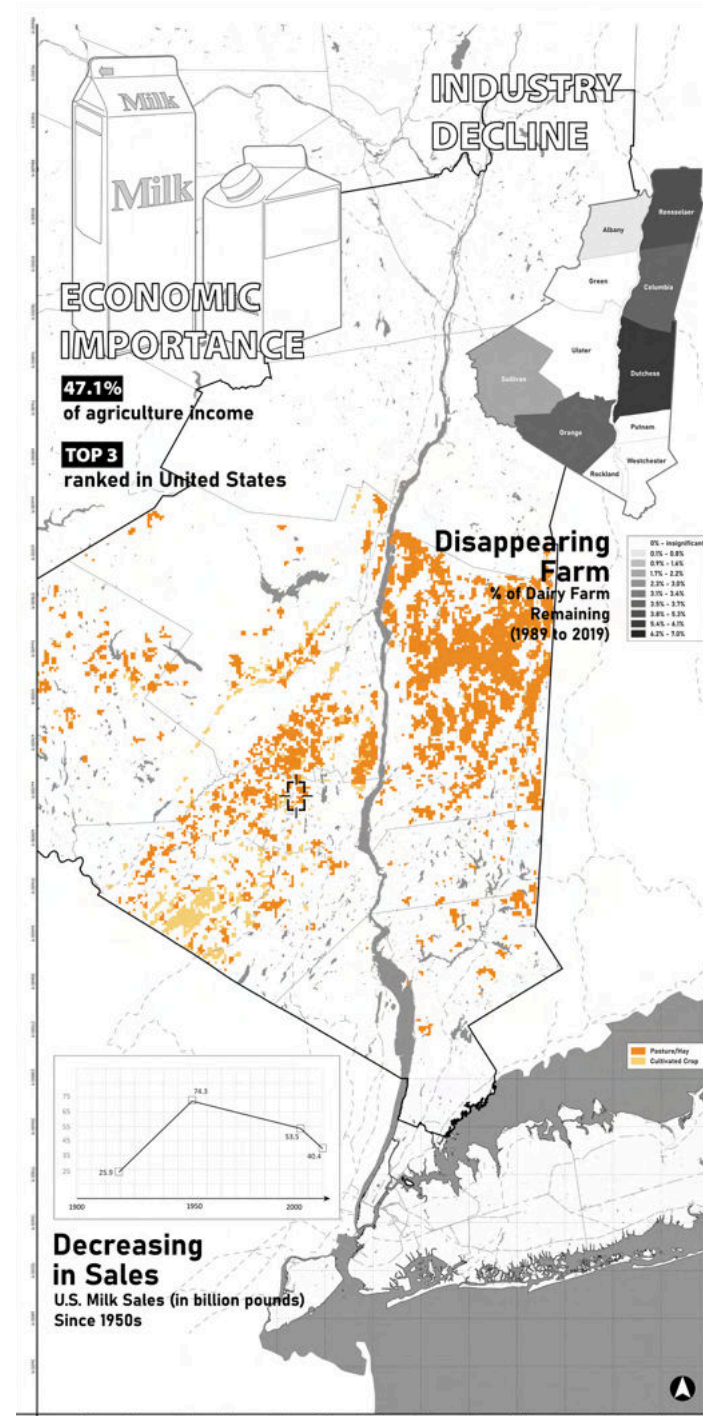 INDUSTRY
DECLINE
Milk
Milk
ECONOMIC
IMPORTANCE
47.1%
of agriculture income
TOP 3
ranked in United States
Rensselaer
Albany
Green
Columbia
Ulster
Sullivan
Dutchess
Orange
Putnam
Westchester
Rockland
Disappearing
Farm
% of Dairy Farm
Remaining
(1989 to 2019)
0% - insignificant
0.1% - 0.8%
0.9% - 1.6%
1.7% - 2.2%
2.3% - 3.0%
3.1% - 3.4%
3.5% - 3.7%
3.8% - 5.3%
5.4% - 6.1%
6.2% - 7.0%
Pasture/Hay
Cultivated Crop
75
65
55
45
35
25
74.3
53.5
40.4
25.9
1900
1950
2000
Decreasing
in Sales
U.S. Milk Sales (in billion pounds)
Since 1950s